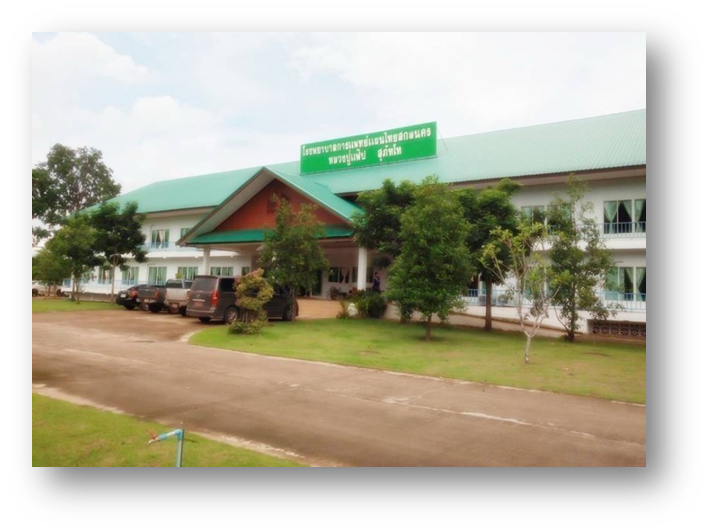 โรงพยาบาลการแพทย์แผนไทยสกลนคร
หลวงปู่แฟ๊ป สุภัทโท